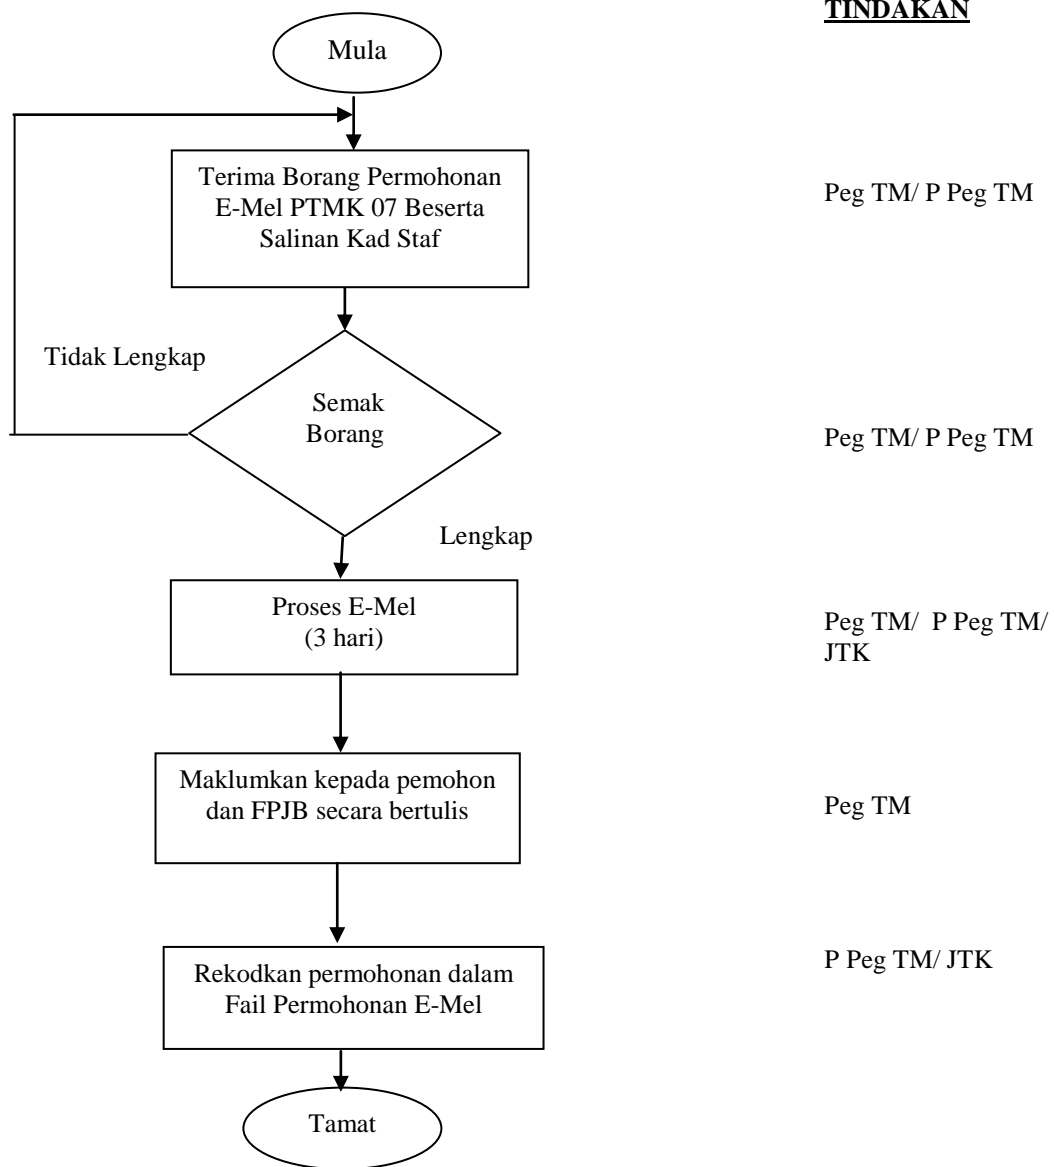 TINDAKAN
Mula
Terima Borang Permohonan
E-Mel PTMK 07 Beserta
Salinan Kad Staf
Peg TM/ P Peg TM
Tidak Lengkap
Semak
Borang
Peg TM/ P Peg TM
Lengkap
Proses E-Mel
(3 hari)
Peg TM/  P Peg TM/
JTK
Maklumkan kepada pemohon
dan FPJB secara bertulis
Peg TM
Rekodkan permohonan dalam
Fail Permohonan E-Mel
P Peg TM/ JTK
Tamat